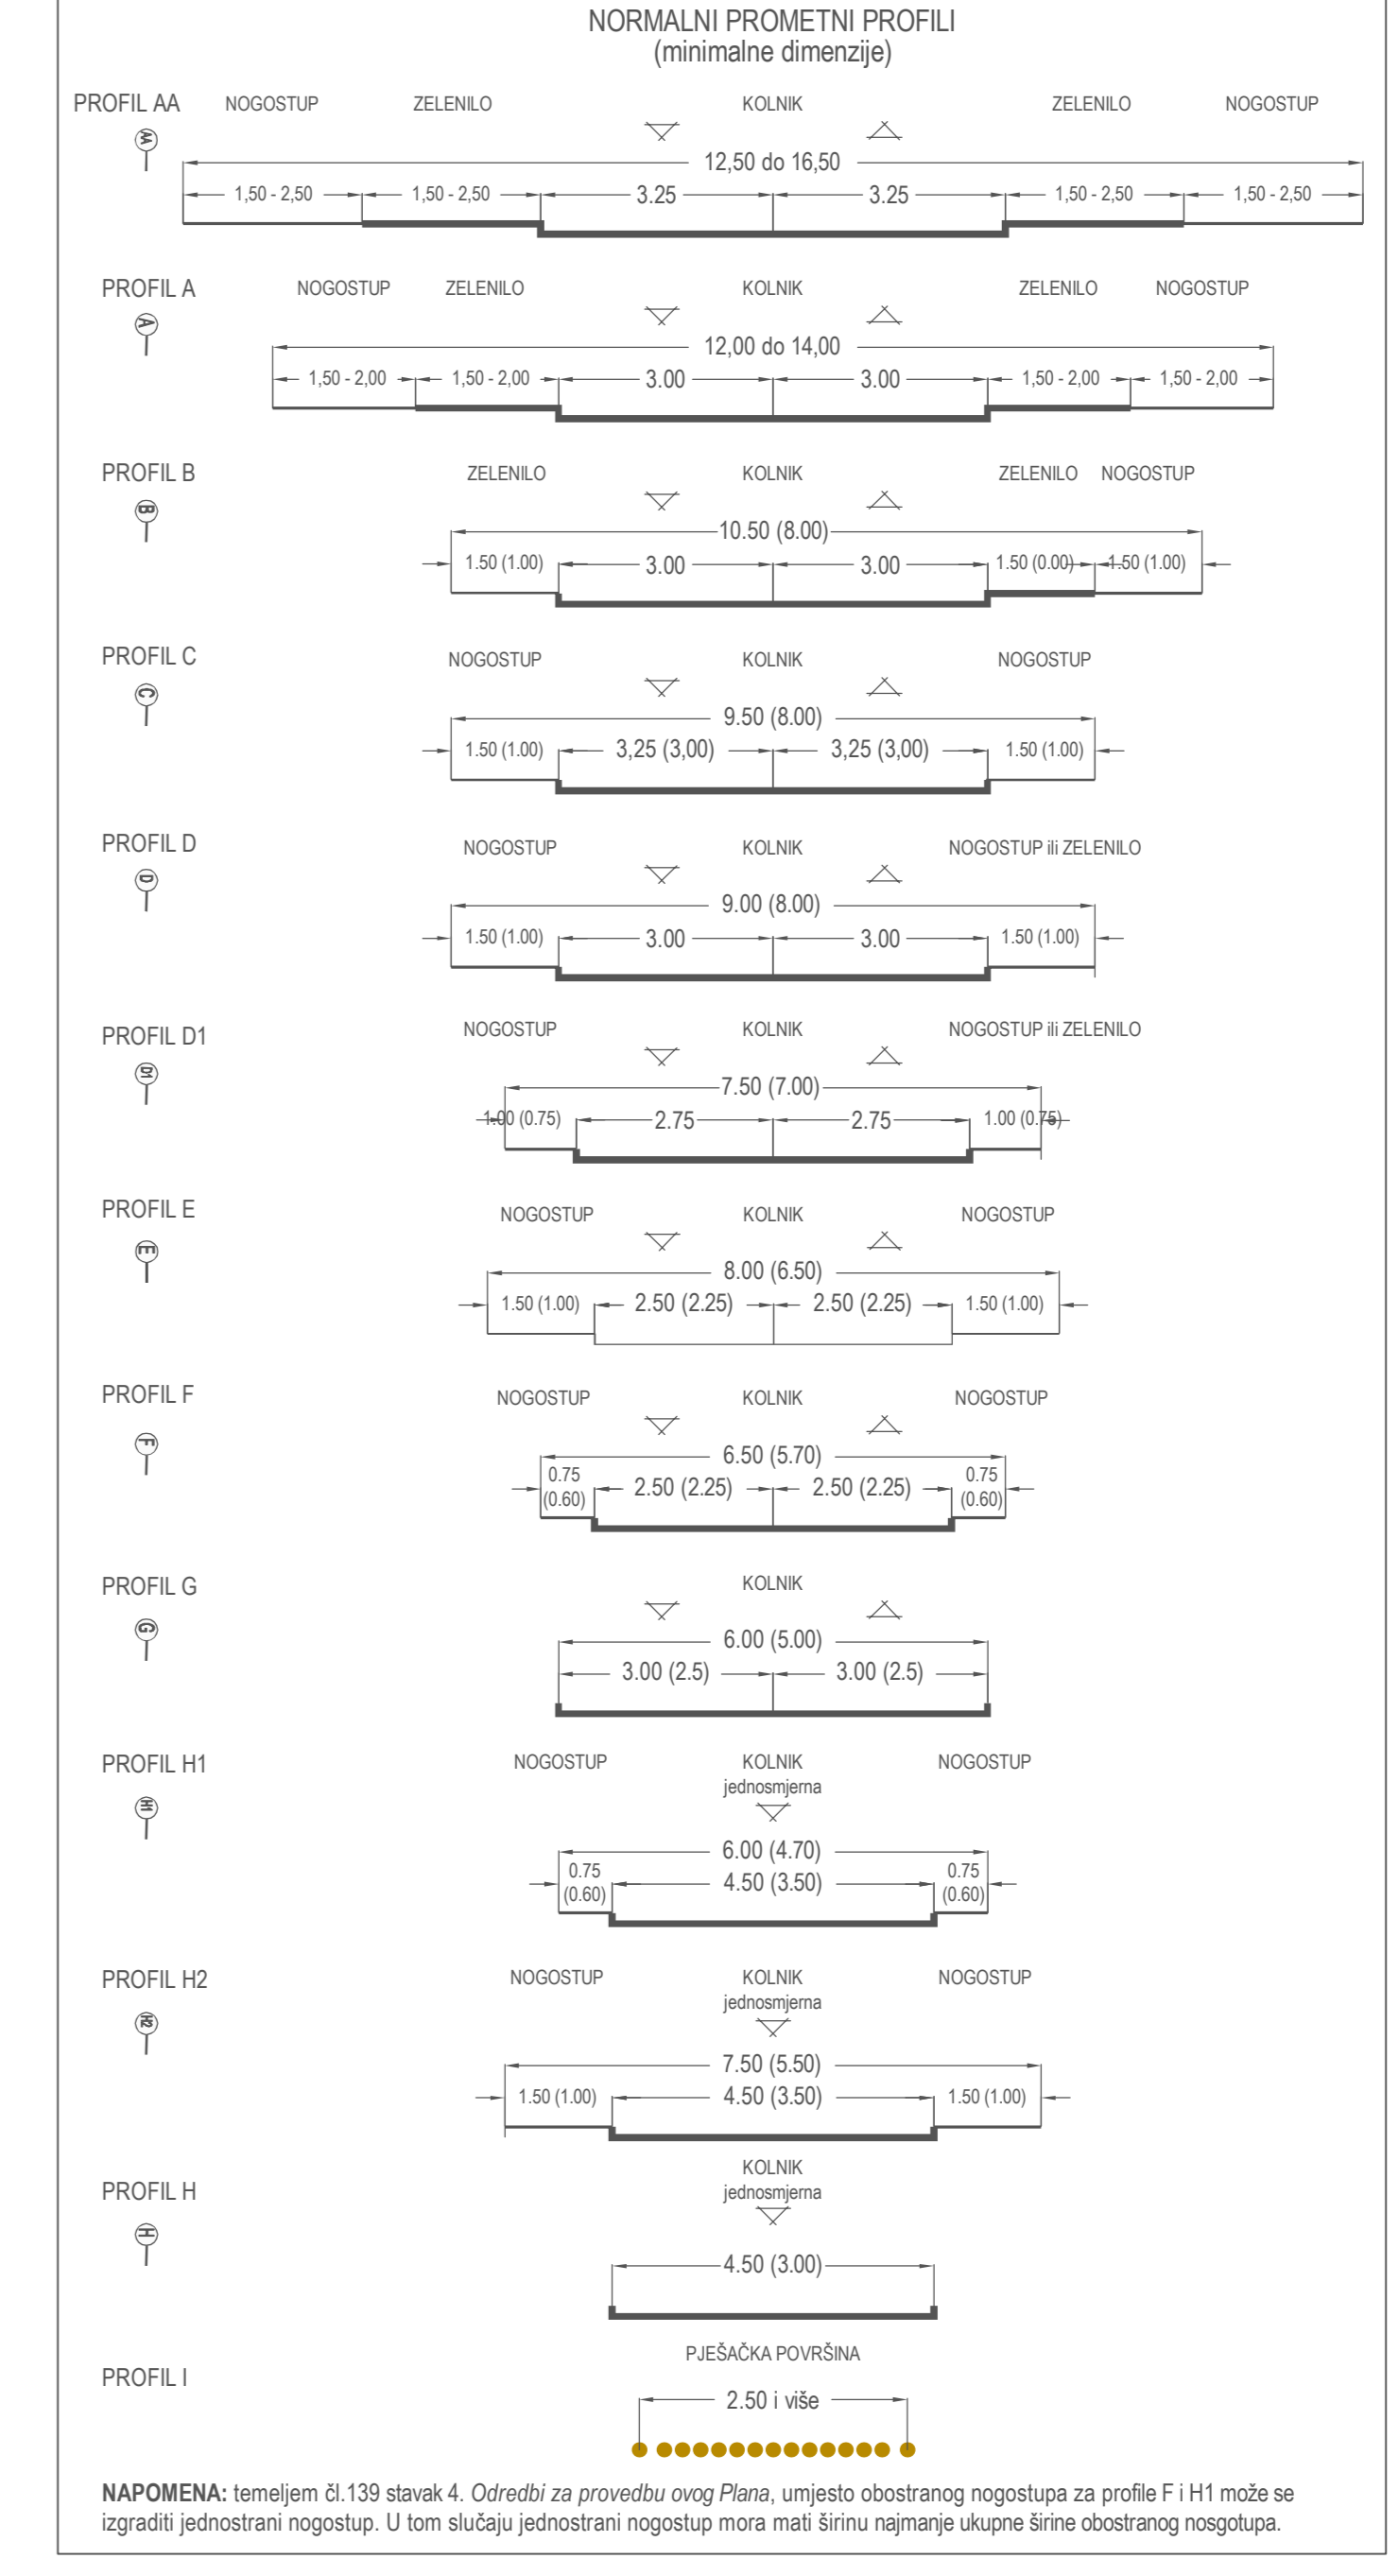 NORMALNI PROMETNI PROFILI
(minimalne dimenzije)
PROFIL AA NOGOSTUP ZELENILO KOLNIK ZELENILO NOGOSTUP
AA
12,50 do 16,50
1,50 - 2,50 1,50 - 2,50 3.25 3.25 1,50 - 2,50 1,50 - 2,50
PROFIL A NOGOSTUP ZELENILO KOLNIK ZELENILO NOGOSTUP
A
12,00 do 14,00
1,50 - 2,00 1,50 - 2,00 3.00 3.00 1,50 - 2,00 1,50 - 2,00
PROFIL B ZELENILO KOLNIK ZELENILO NOGOSTUP
B
10.50 (8.00)
1.50 (1.00) 3.00 3.00 1.50 (0.00) 1.50 (1.00)
PROFIL C NOGOSTUP KOLNIK NOGOSTUP
C
9.50 (8.00)
1.50 (1.00) 3,25 (3,00) 3,25 (3,00) 1.50 (1.00)
PROFIL D NOGOSTUP KOLNIK NOGOSTUP ili ZELENILO
D
9.00 (8.00)
1.50 (1.00) 3.00 3.00 1.50 (1.00)
PROFIL D1 NOGOSTUP KOLNIK NOGOSTUP ili ZELENILO
D1
7.50 (7.00)
1.00 (0.75) 2.75 2.75 1.00 (0.75)
PROFIL E NOGOSTUP KOLNIK NOGOSTUP
E
8.00 (6.50)
1.50 (1.00) 2.50 (2.25) 2.50 (2.25) 1.50 (1.00)
PROFIL F NOGOSTUP KOLNIK NOGOSTUP
F
6.50 (5.70)
0.75 (0.60) 2.50 (2.25) 2.50 (2.25) 0.75 (0.60)
PROFIL G KOLNIK
G
6.00 (5.00)
3.00 (2.5) 3.00 (2.5)
PROFIL H1 NOGOSTUP KOLNIK NOGOSTUP
jednosmjerna
H1
6.00 (4.70)
0.75 (0.60) 4.50 (3.50) 0.75 (0.60)
PROFIL H2 NOGOSTUP KOLNIK NOGOSTUP
jednosmjerna
H2
7.50 (5.50)
1.50 (1.00) 4.50 (3.50) 1.50 (1.00)
KOLNIK
PROFIL H jednosmjerna
H
4.50 (3.00)
PJEŠAČKA POVRŠINA
PROFIL I
2.50 i više
NAPOMENA: temeljem čl.139 stavak 4. Odredbi za provedbu ovog Plana, umjesto obostranog nogostupa za profile F i H1 može se
izgraditi jednostrani nogostup. U tom slučaju jednostrani nogostup mora mati širinu najmanje ukupne širine obostranog nosgotupa.